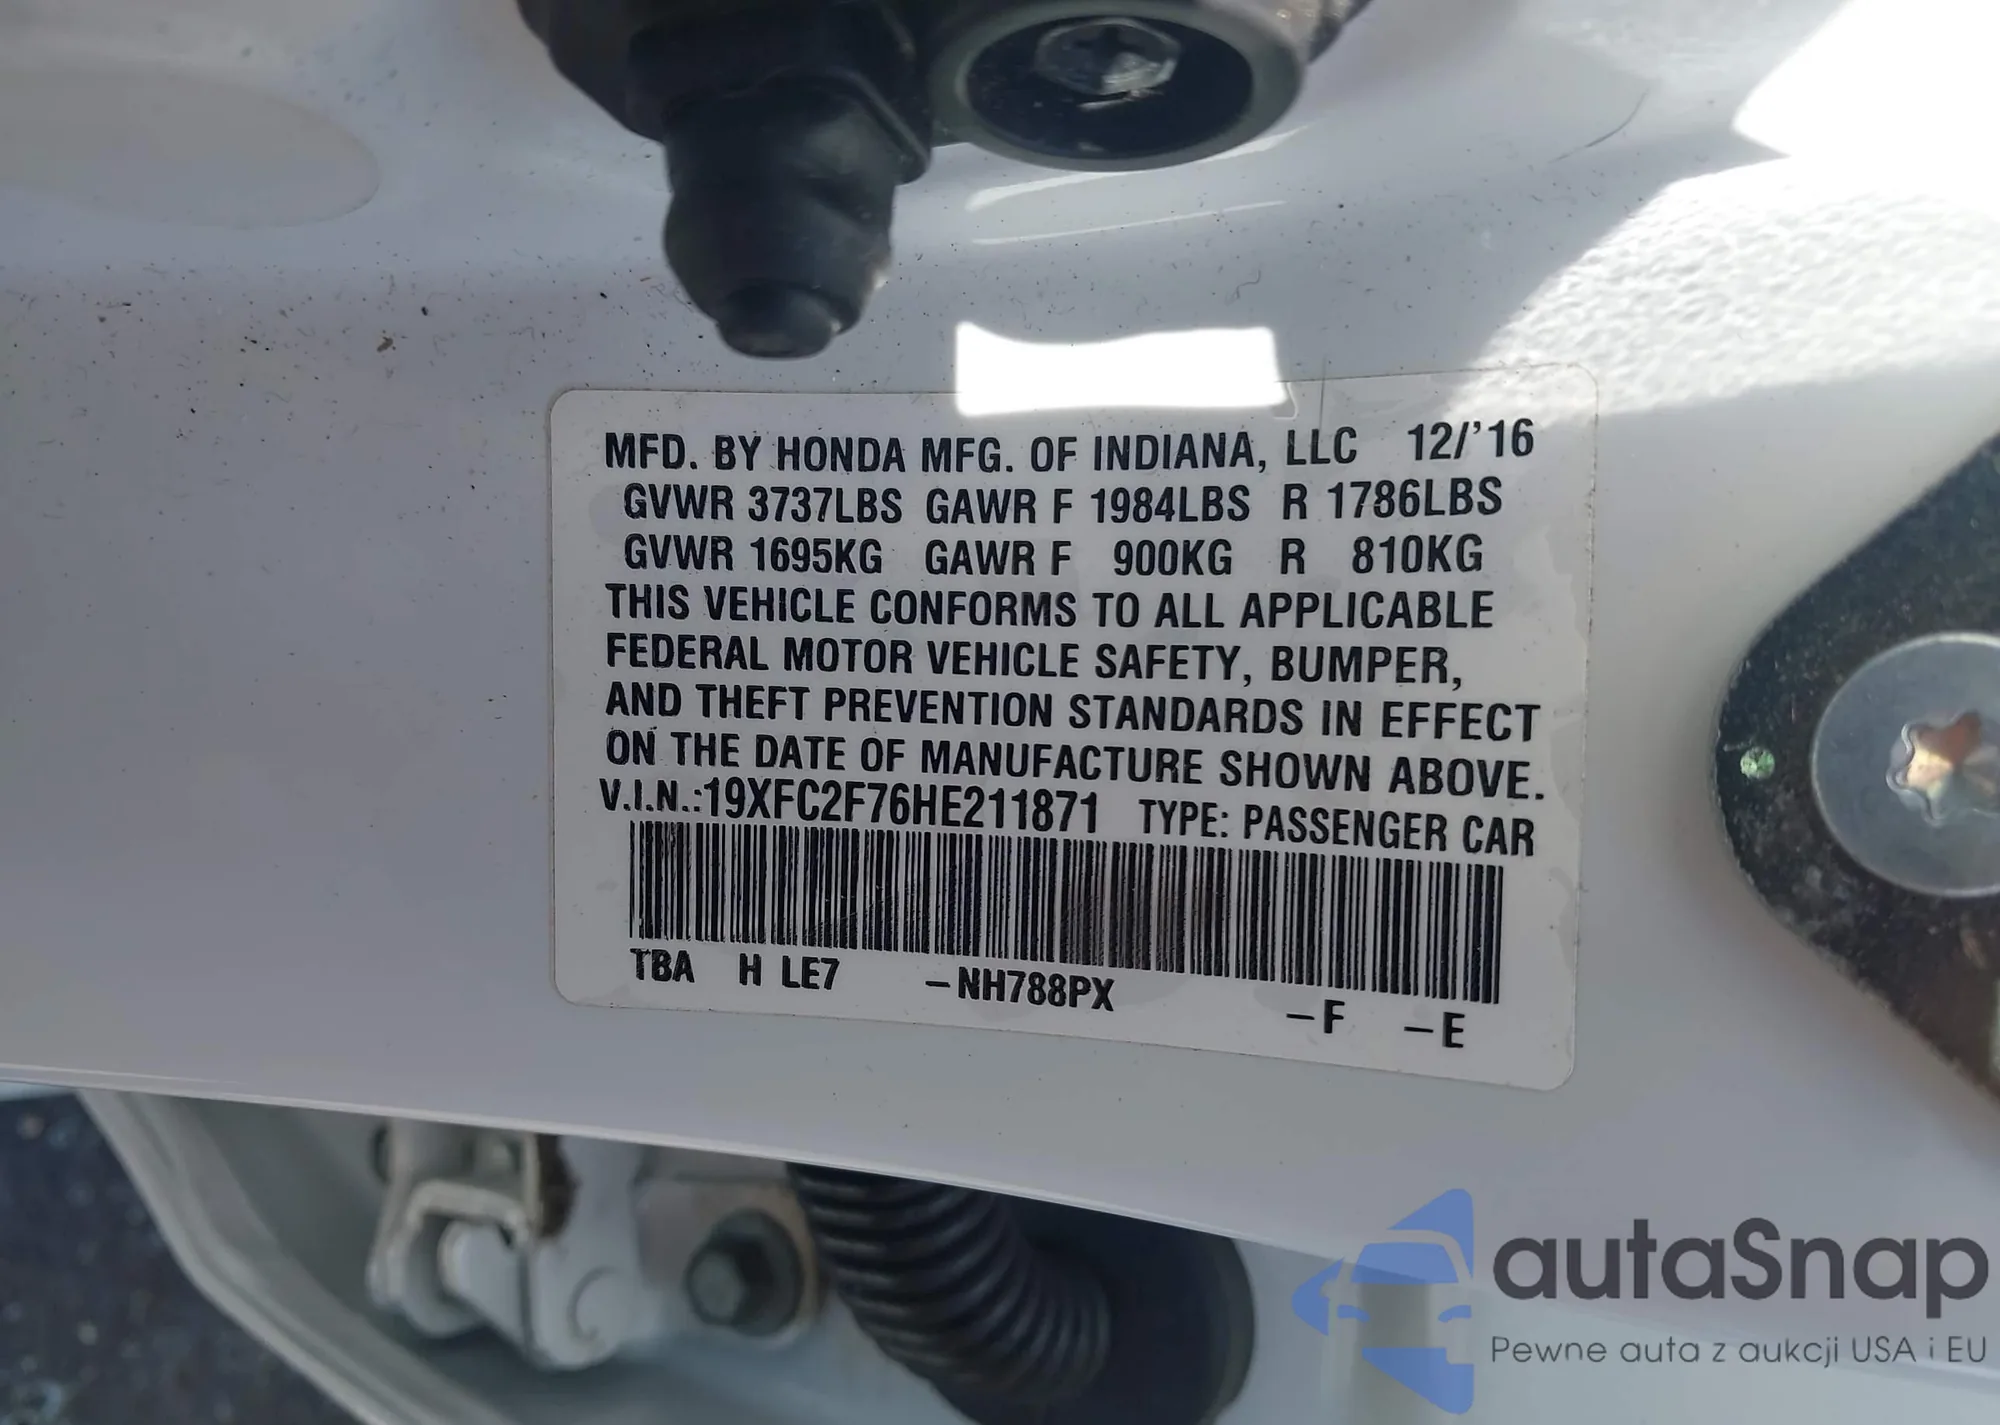 MFD. BY HONDA MFG. OF INDIANA, LLC 12/'16
GVWR 3737LBS GAWR F 1984LBS R 1786LBS
GVWR 1695KG GAWR F 900KG R 810KG
THIS VEHICLE CONFORMS TO ALL APPLICABLE
FEDERAL MOTOR VEHICLE SAFETY, BUMPER,
AND THEFT PREVENTION STANDARDS IN EFFECT
ON THE DATE OF MANUFACTURE SHOWN ABOVE.
V.I.N.:19XFC2F76HE211871 TYPE: PASSENGER CAR
TBA H LE7 –NH788PX –F –E
autaSnap
Pewne auta z aukcji USA i EU